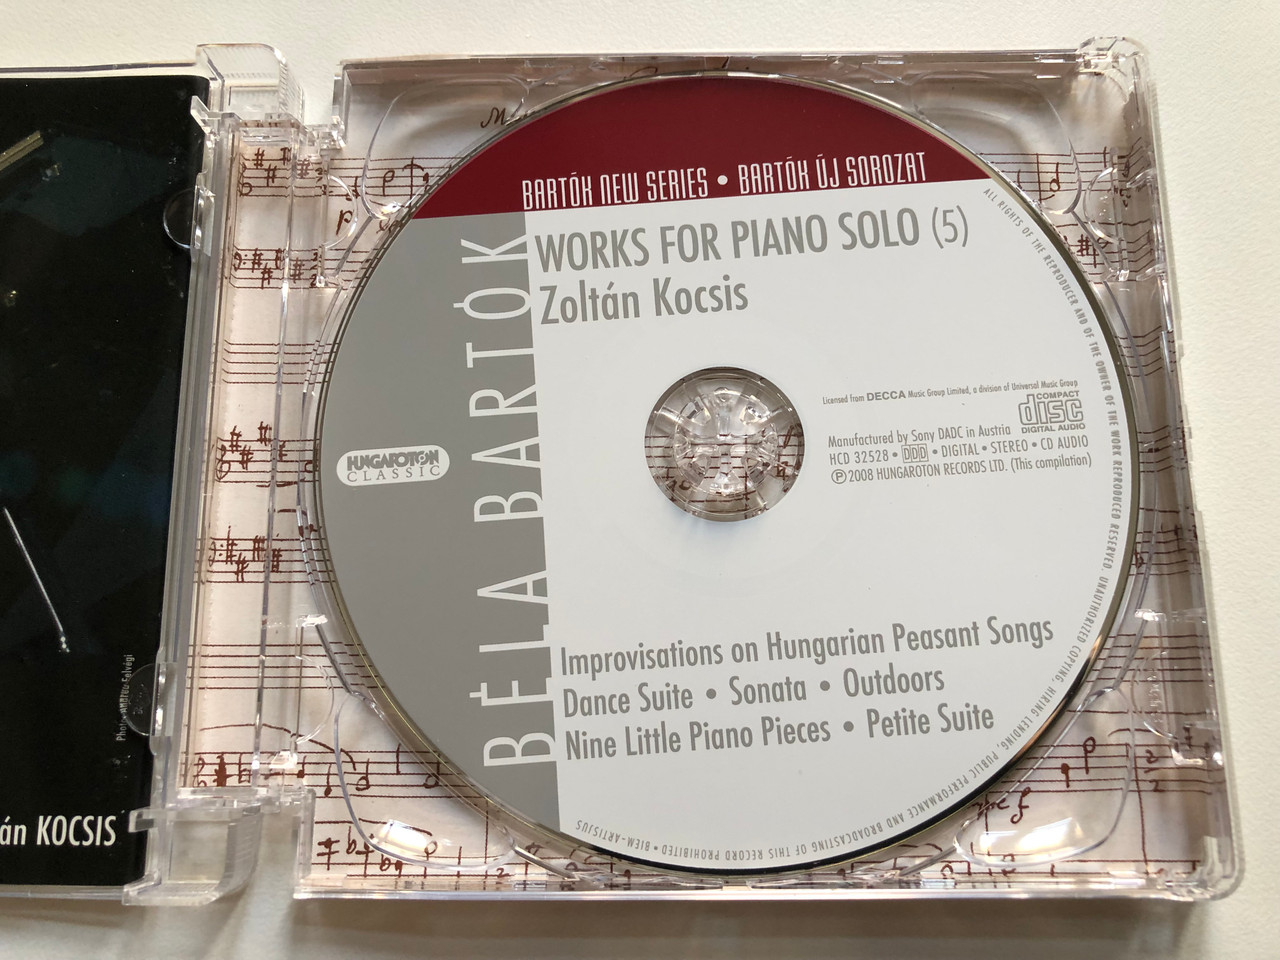 BARTÓK NEW SERIES • BARTÓK ÚJ SOROZAT
WORKS FOR PIANO SOLO (5)
Zoltán Kocsis
BÉLA BARTÓK
HUNGAROTON
CLASSIC
Licensed from DECCA Music Group Limited, a division of Universal Music Group
COMPACT
disc
DIGITAL AUDIO
Manufactured by Sony DADC in Austria
HCD 32528 • DDD • DIGITAL • STEREO • CD AUDIO
℗ 2008 HUNGAROTON RECORDS LTD. (This compilation)
Improvisations on Hungarian Peasant Songs
Dance Suite • Sonata • Outdoors
Nine Little Piano Pieces • Petite Suite
ALL RIGHTS OF THE REPRODUCER AND OF THE OWNER OF THE WORK REPRODUCED RESERVED. UNAUTHORIZED COPYING, HIRING LENDING, PUBLIC PERFORMANCE AND BROADCASTING OF THIS RECORD PROHIBITED • BIEM-ARTISJUS
Photo: Andrea Felvégi
án KOCSIS